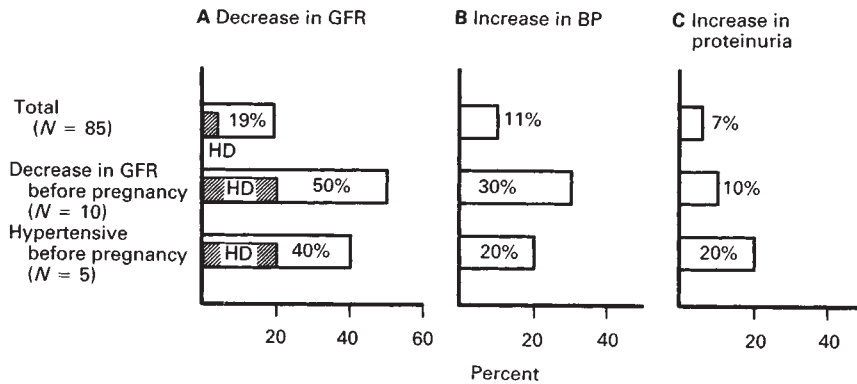 A Decrease in GFR
B Increase in BP
C Increase in
proteinuria
Total
(N = 85)
19%
HD
11%
7%
Decrease in GFR
before pregnancy
(N = 10)
HD
50%
30%
10%
Hypertensive
before pregnancy
(N = 5)
HD
40%
20%
20%
20
40
60
20
40
20
40
Percent